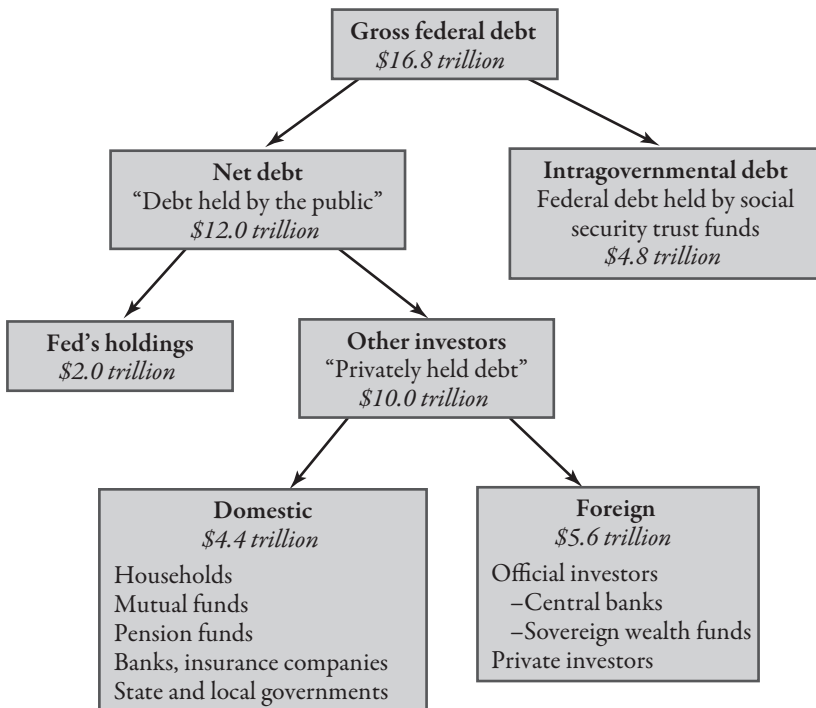 Gross federal debt
$16.8 trillion
Net debt
“Debt held by the public”
$12.0 trillion
Intragovernmental debt
Federal debt held by social
security trust funds
$4.8 trillion
Fed’s holdings
$2.0 trillion
Other investors
“Privately held debt”
$10.0 trillion
Domestic
$4.4 trillion
Households
Mutual funds
Pension funds
Banks, insurance companies
State and local governments
Foreign
$5.6 trillion
Official investors
–Central banks
–Sovereign wealth funds
Private investors